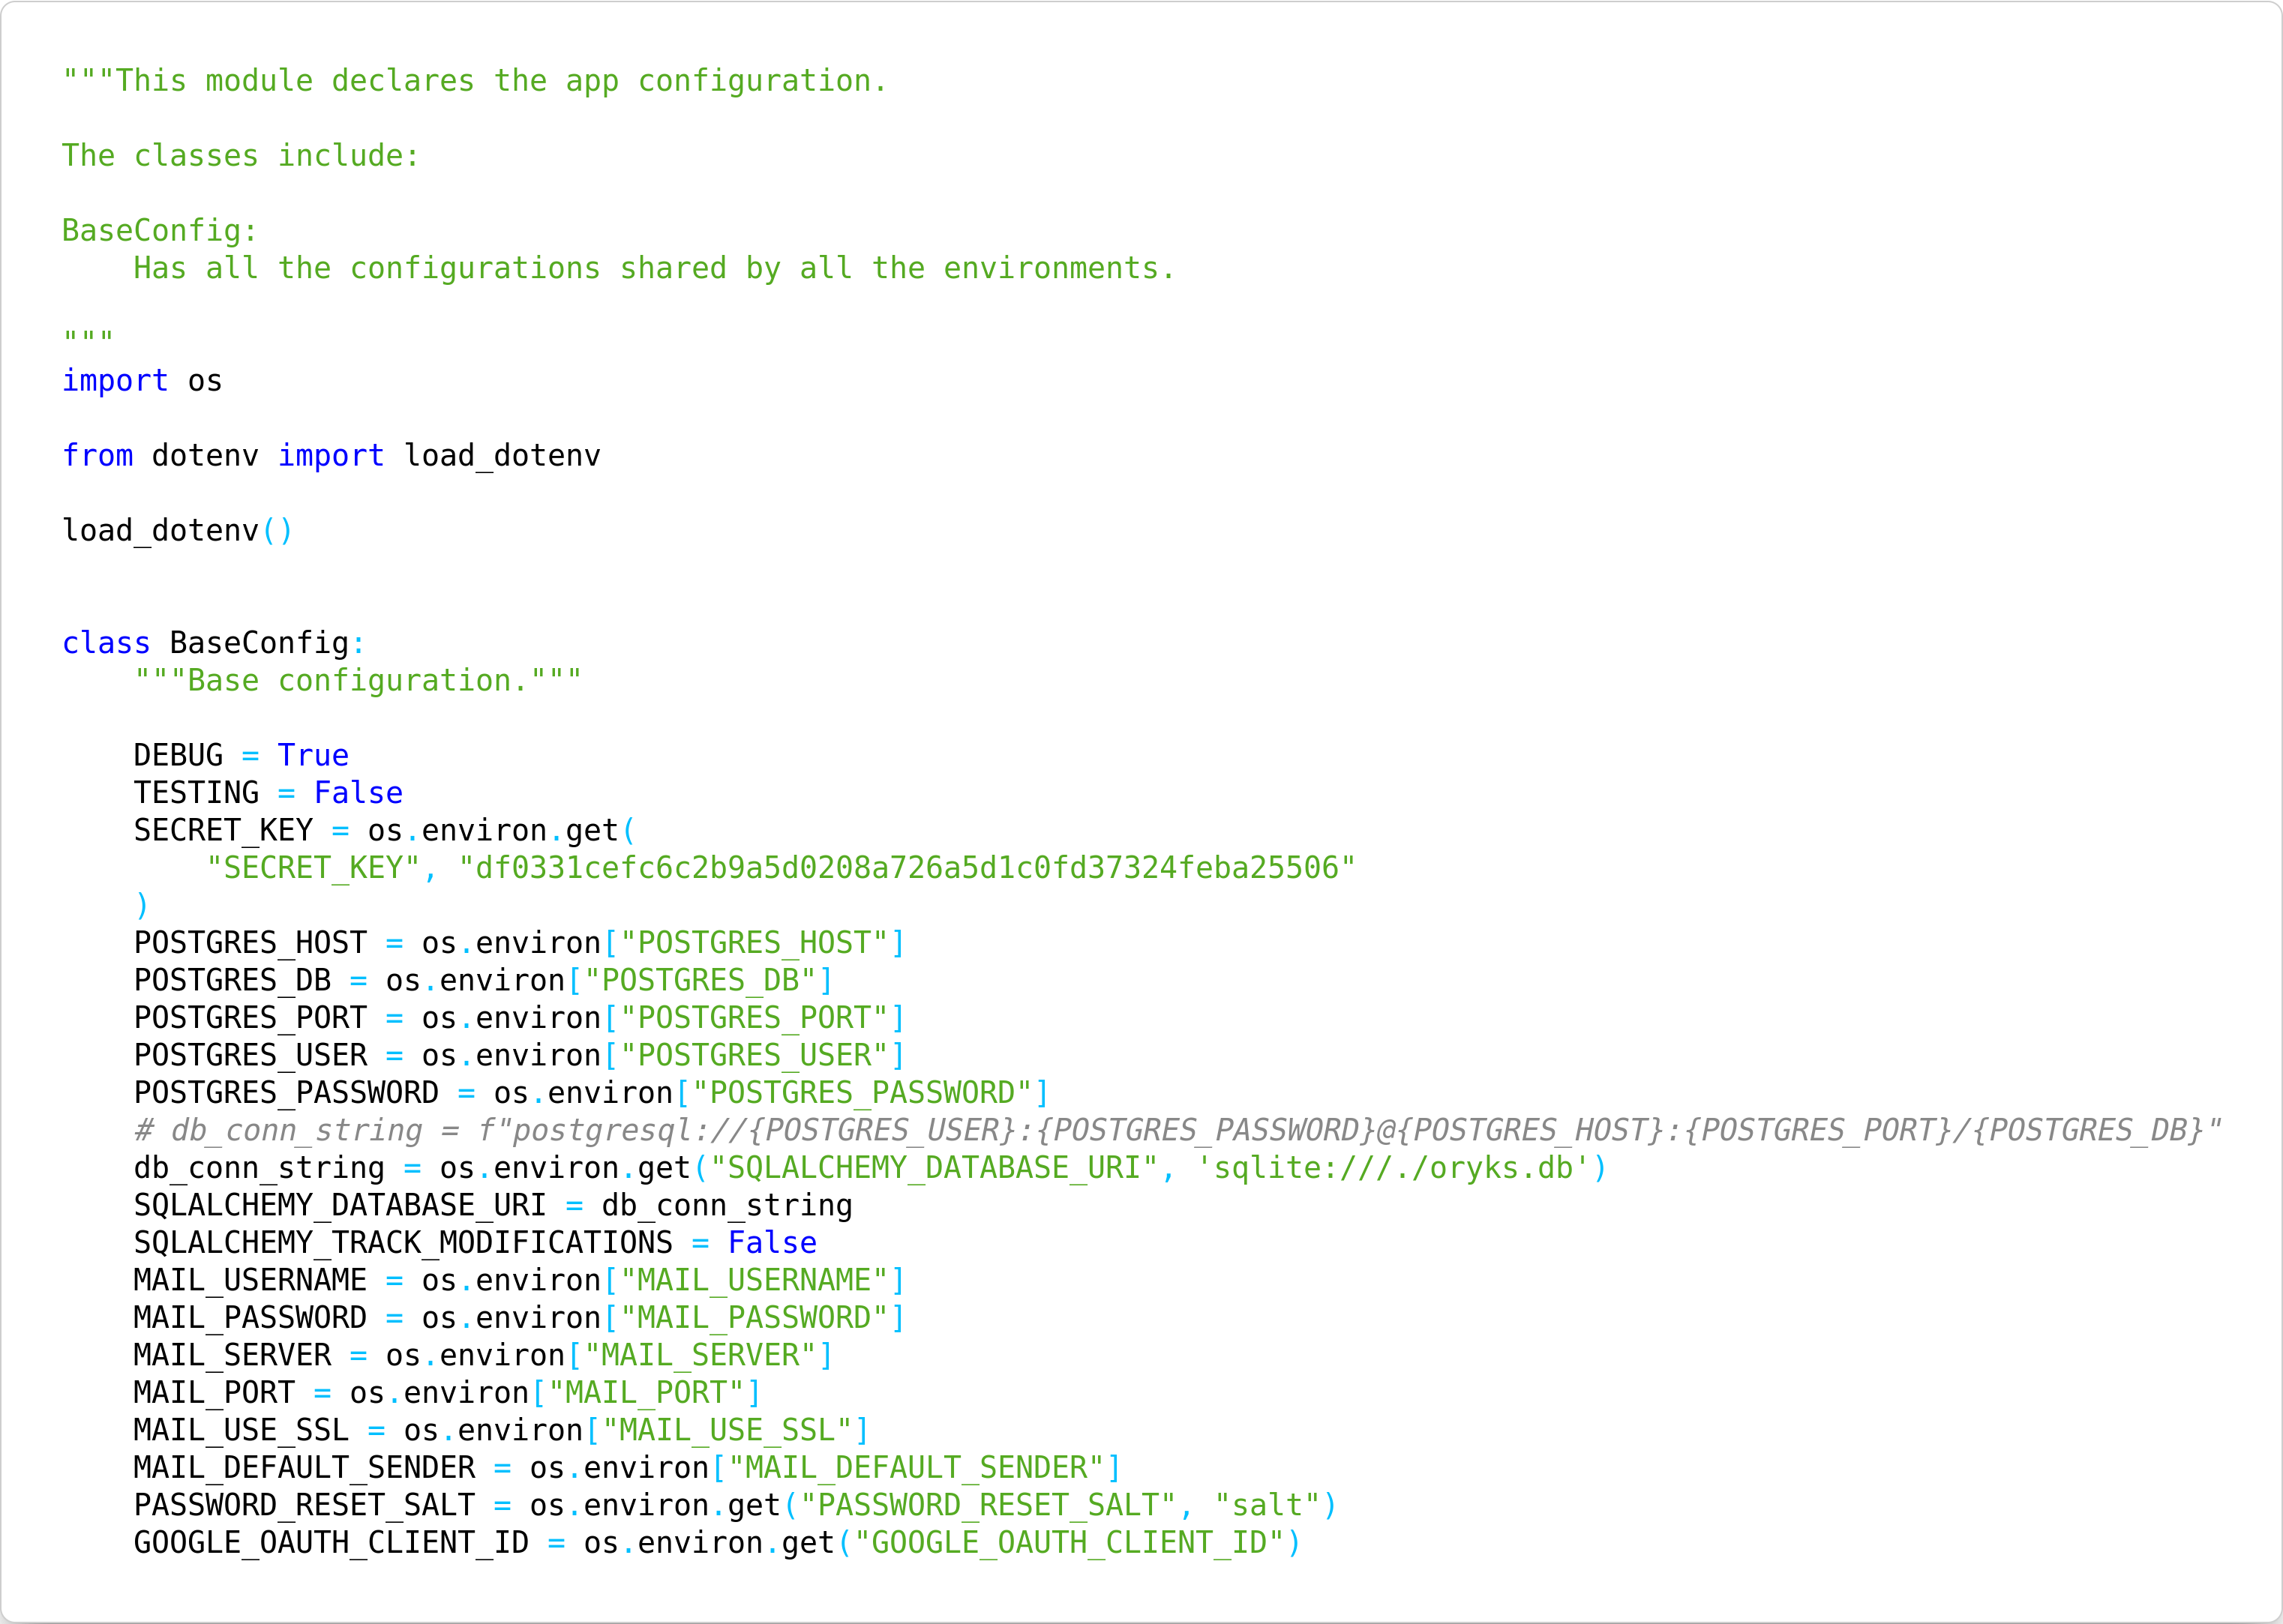 """This module declares the app configuration.

The classes include:

BaseConfig:
    Has all the configurations shared by all the environments.

"""
import os

from dotenv import load_dotenv

load_dotenv()


class BaseConfig:
    """Base configuration."""

    DEBUG = True
    TESTING = False
    SECRET_KEY = os.environ.get(
        "SECRET_KEY", "df0331cefc6c2b9a5d0208a726a5d1c0fd37324feba25506"
    )
    POSTGRES_HOST = os.environ["POSTGRES_HOST"]
    POSTGRES_DB = os.environ["POSTGRES_DB"]
    POSTGRES_PORT = os.environ["POSTGRES_PORT"]
    POSTGRES_USER = os.environ["POSTGRES_USER"]
    POSTGRES_PASSWORD = os.environ["POSTGRES_PASSWORD"]
    # db_conn_string = f"postgresql://{POSTGRES_USER}:{POSTGRES_PASSWORD}@{POSTGRES_HOST}:{POSTGRES_PORT}/{POSTGRES_DB}"
    db_conn_string = os.environ.get("SQLALCHEMY_DATABASE_URI", 'sqlite:///./oryks.db')
    SQLALCHEMY_DATABASE_URI = db_conn_string
    SQLALCHEMY_TRACK_MODIFICATIONS = False
    MAIL_USERNAME = os.environ["MAIL_USERNAME"]
    MAIL_PASSWORD = os.environ["MAIL_PASSWORD"]
    MAIL_SERVER = os.environ["MAIL_SERVER"]
    MAIL_PORT = os.environ["MAIL_PORT"]
    MAIL_USE_SSL = os.environ["MAIL_USE_SSL"]
    MAIL_DEFAULT_SENDER = os.environ["MAIL_DEFAULT_SENDER"]
    PASSWORD_RESET_SALT = os.environ.get("PASSWORD_RESET_SALT", "salt")
    GOOGLE_OAUTH_CLIENT_ID = os.environ.get("GOOGLE_OAUTH_CLIENT_ID")